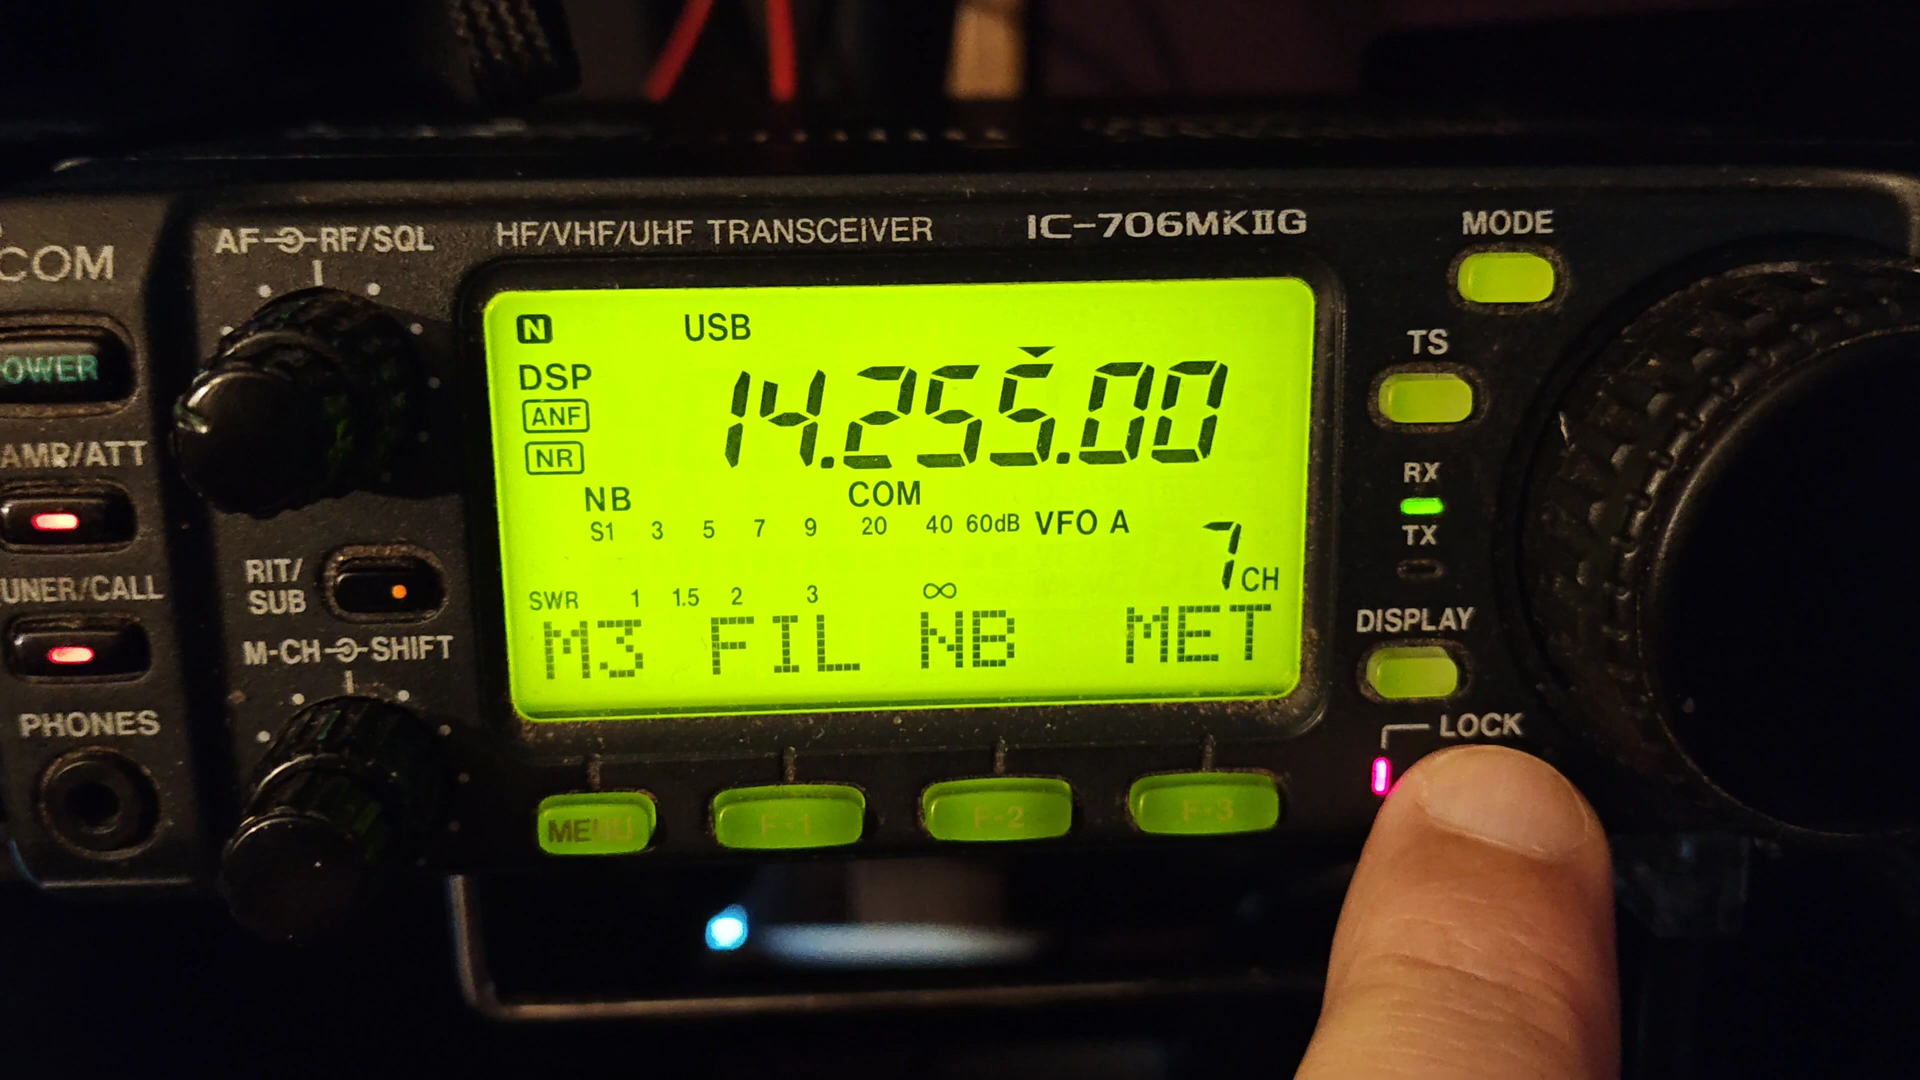 COM
OWER
AMP/ATT
UNER/CALL
PHONES
AF RF/SQL
RIT/
SUB
M-CH SHIFT
HF/VHF/UHF TRANSCEIVER IC-706MKIIG
N USB
DSP
ANF
NR
14.255.00
NB COM
S1 3 5 7 9 20 40 60dB VFO A
7 CH
SWR 1 1.5 2 3 ∞
M3 FIL NB MET
MENU F-1 F-2 F-3
MODE
TS
RX
TX
DISPLAY
LOCK